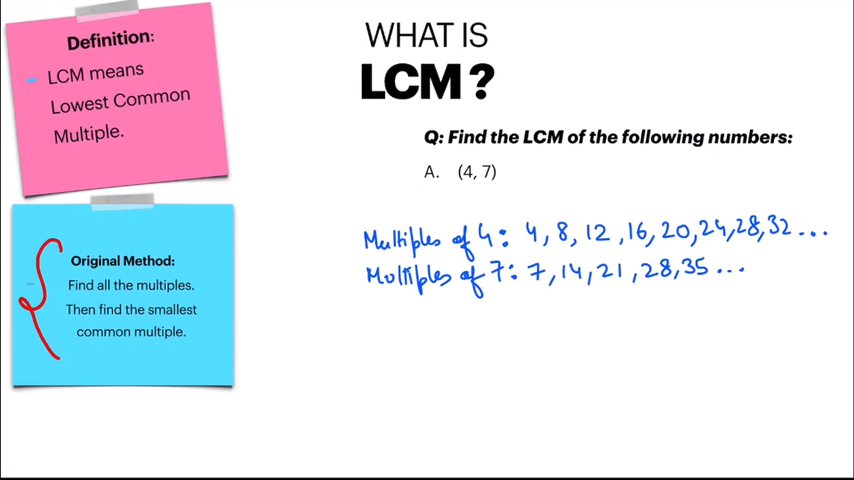 Definition:
- LCM means
Lowest Common
Multiple.
WHAT IS
LCM?
Q: Find the LCM of the following numbers:
A. (4, 7)
Multiples of 4: 4, 8, 12, 16, 20, 24, 28, 32 ...
Multiples of 7: 7, 14, 21, 28, 35 ...
Original Method:
- Find all the multiples.
Then find the smallest
common multiple.